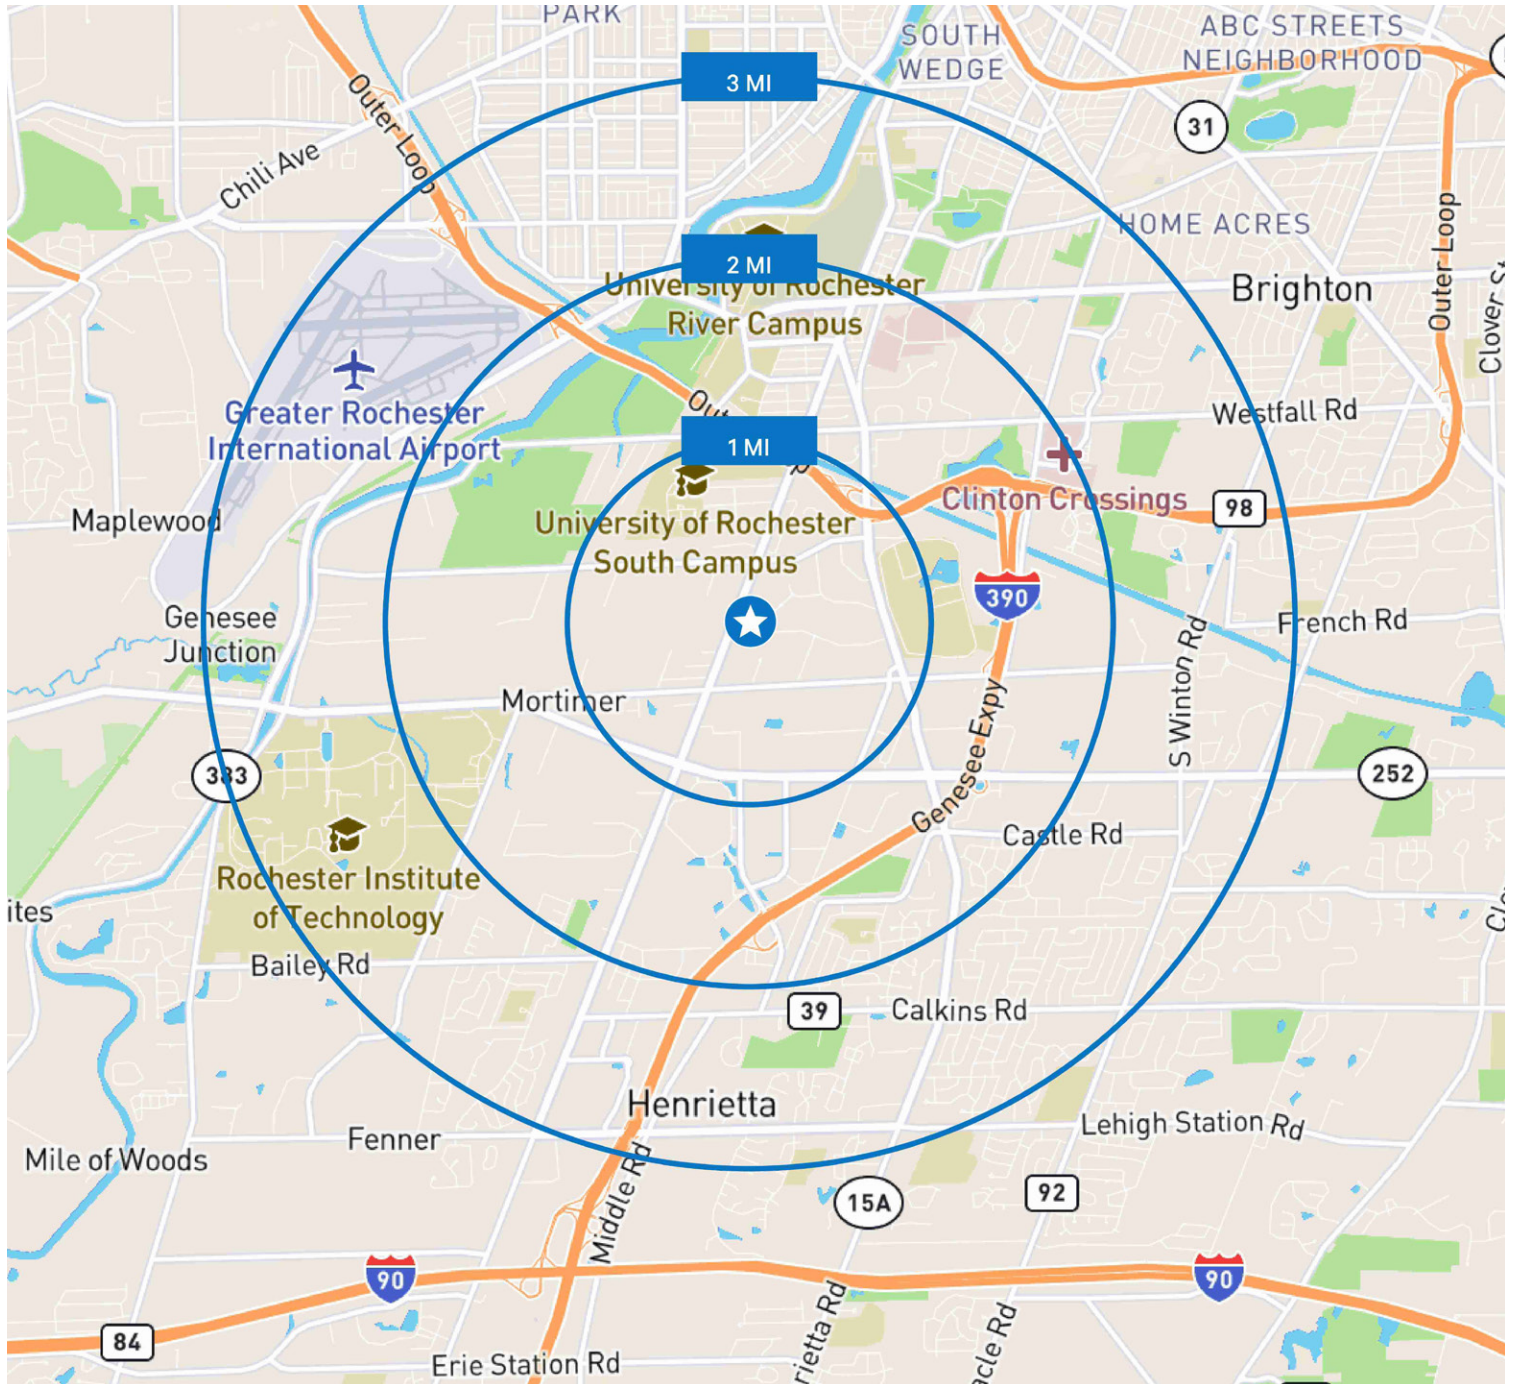 PARK
SOUTH
WEDGE
ABC STREETS
NEIGHBORHOOD
3 MI
Outer Loop
31
Chili Ave
Outer Loop
HOME ACRES
2 MI
University of Rochester
River Campus
Brighton
Clover St
Greater Rochester
International Airport
Westfall Rd
1 MI
Clinton Crossings
98
Maplewood
University of Rochester
South Campus
390
Genesee
Junction
French Rd
S Winton Rd
Mortimer
Genesee Expy
383
252
Castle Rd
Rochester Institute
of Technology
ites
Bailey Rd
39
Calkins Rd
Henrietta
Fenner
Lehigh Station Rd
Mile of Woods
Middle Rd
15A
92
90
90
84
rietta Rd
acle Rd
Erie Station Rd